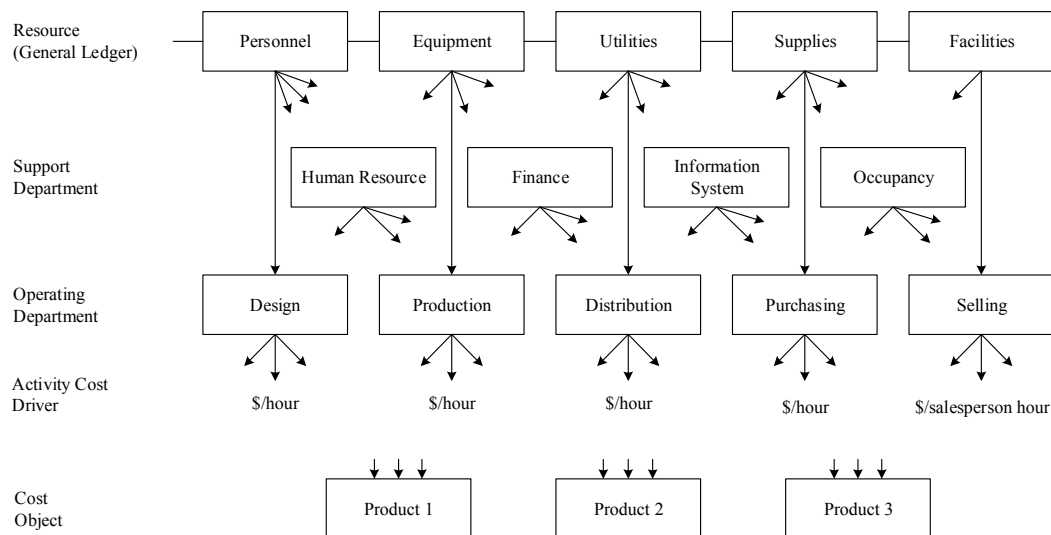 Resource
(General Ledger)
Personnel
Equipment
Utilities
Supplies
Facilities
Support
Department
Human Resource
Finance
Information
System
Occupancy
Operating
Department
Design
Production
Distribution
Purchasing
Selling
Activity Cost
Driver
$/hour
$/hour
$/hour
$/hour
$/salesperson hour
Cost
Object
Product 1
Product 2
Product 3